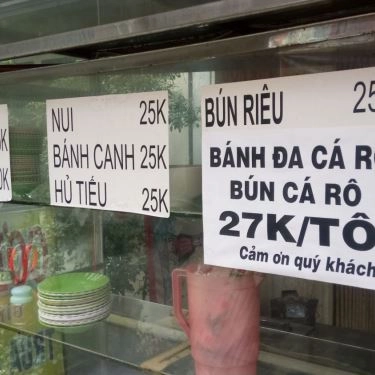 NUI 25K
BÁNH CANH 25K
HỦ TIẾU 25K
BÚN RIÊU
BÁNH ĐA CÁ
BÚN CÁ RÔ
27K/TÔ
Cảm ơn quý khách